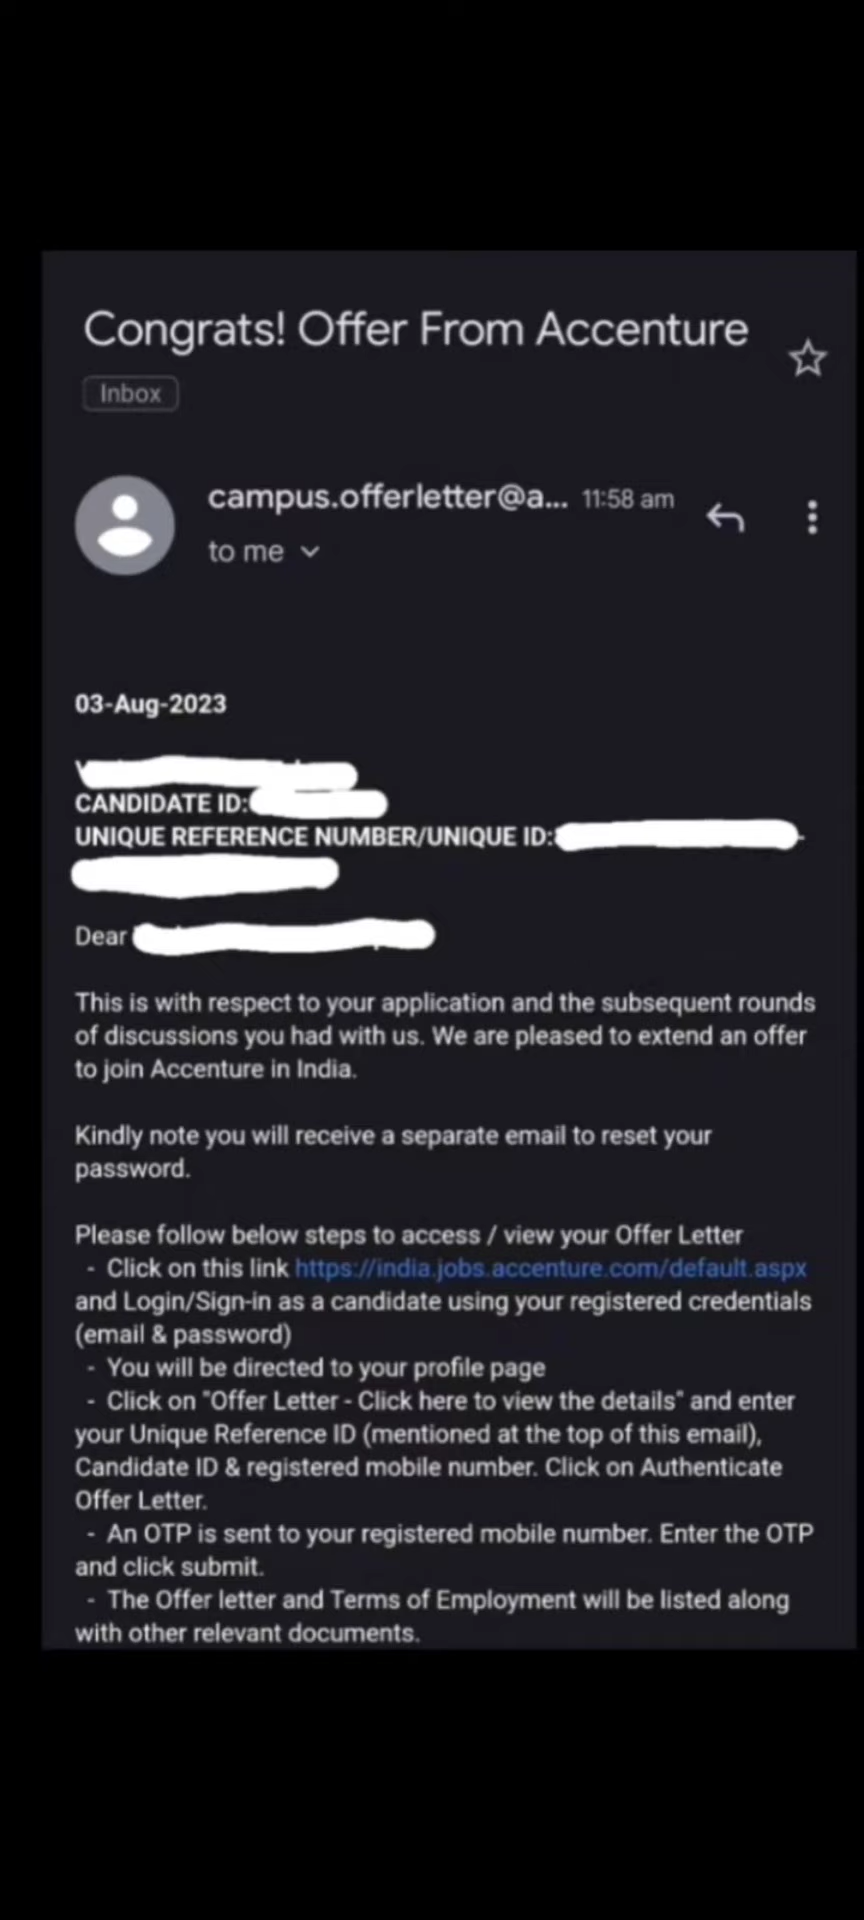 Congrats! Offer From Accenture
Inbox
campus.offerletter@a... 11:58 am
to me
03-Aug-2023
CANDIDATE ID:
UNIQUE REFERENCE NUMBER/UNIQUE ID:
Dear
This is with respect to your application and the subsequent rounds
of discussions you had with us. We are pleased to extend an offer
to join Accenture in India.
Kindly note you will receive a separate email to reset your
password.
Please follow below steps to access / view your Offer Letter
- Click on this link https://india.jobs.accenture.com/default.aspx
and Login/Sign-in as a candidate using your registered credentials
(email & password)
- You will be directed to your profile page
- Click on "Offer Letter - Click here to view the details" and enter
your Unique Reference ID (mentioned at the top of this email),
Candidate ID & registered mobile number. Click on Authenticate
Offer Letter.
- An OTP is sent to your registered mobile number. Enter the OTP
and click submit.
- The Offer letter and Terms of Employment will be listed along
with other relevant documents.